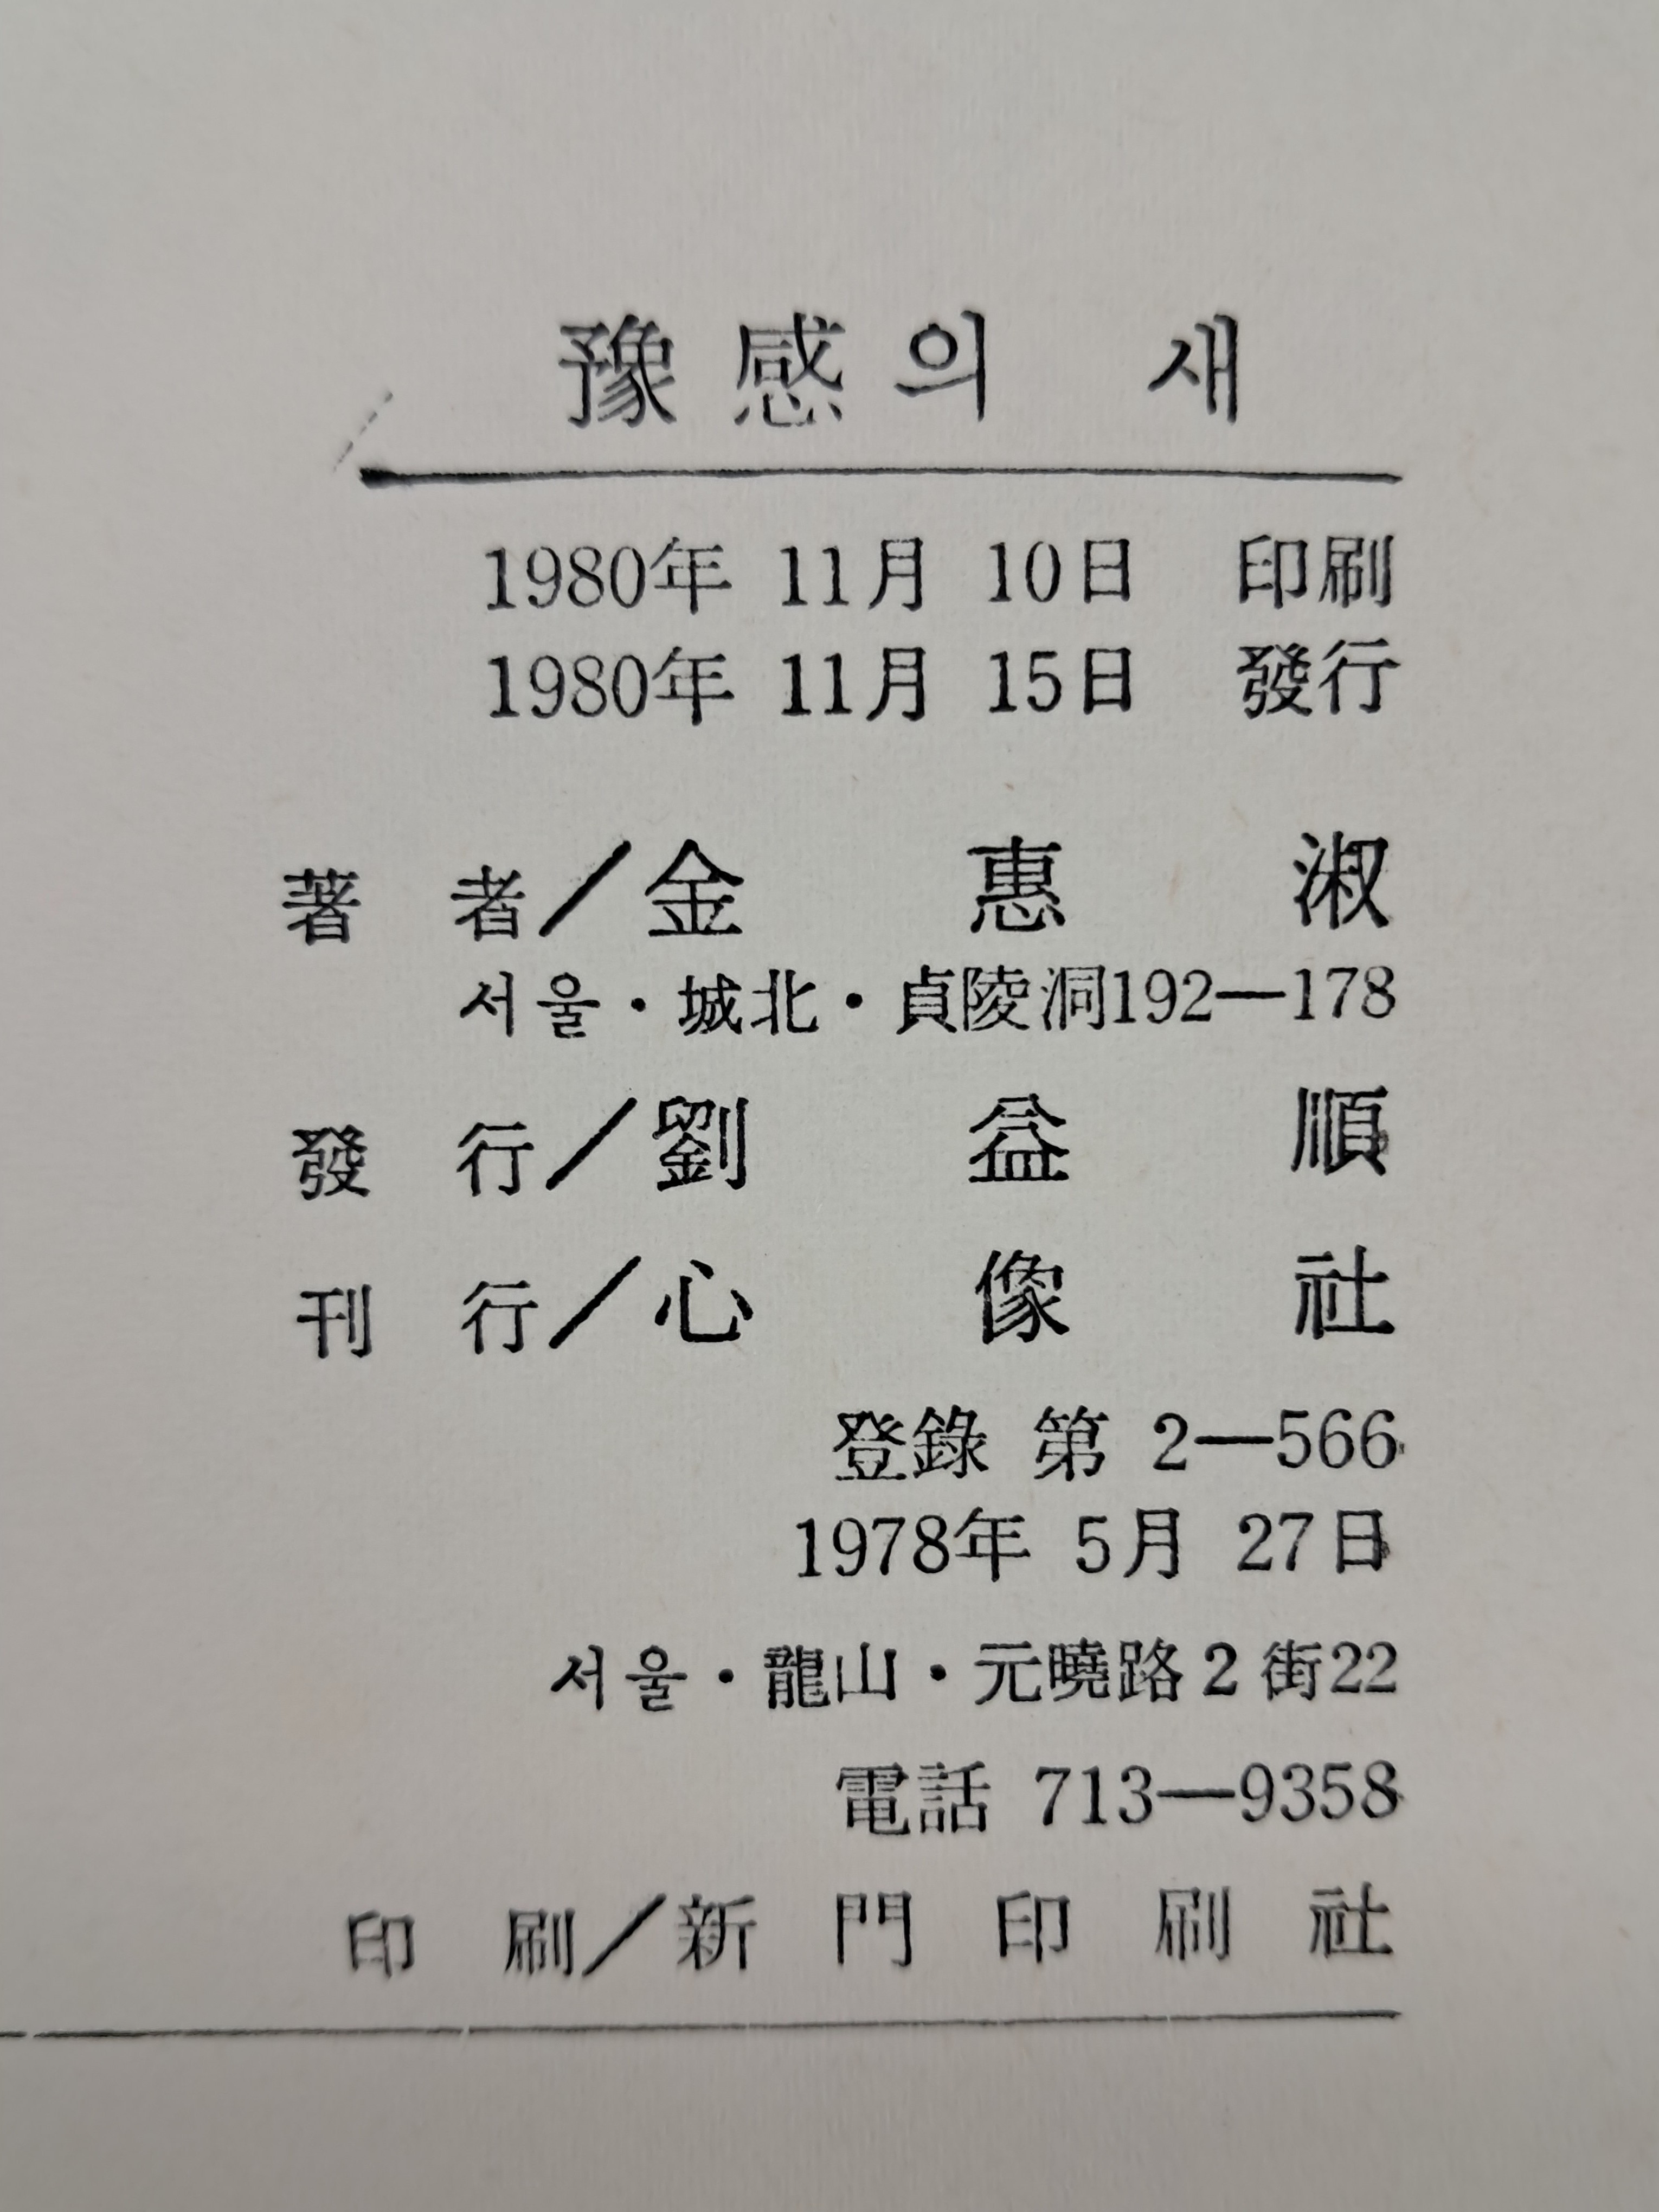 豫感의 새
1980年 11月 10日 印刷
1980年 11月 15日 發行
著 者／金 惠 淑
서울・城北・貞陵洞192—178
發 行／劉 益 順
刊 行／心 像 社
登錄 第 2—566
1978年 5月 27日
서울・龍山・元曉路2街22
電話 713—9358
印 刷／新 門 印 刷 社